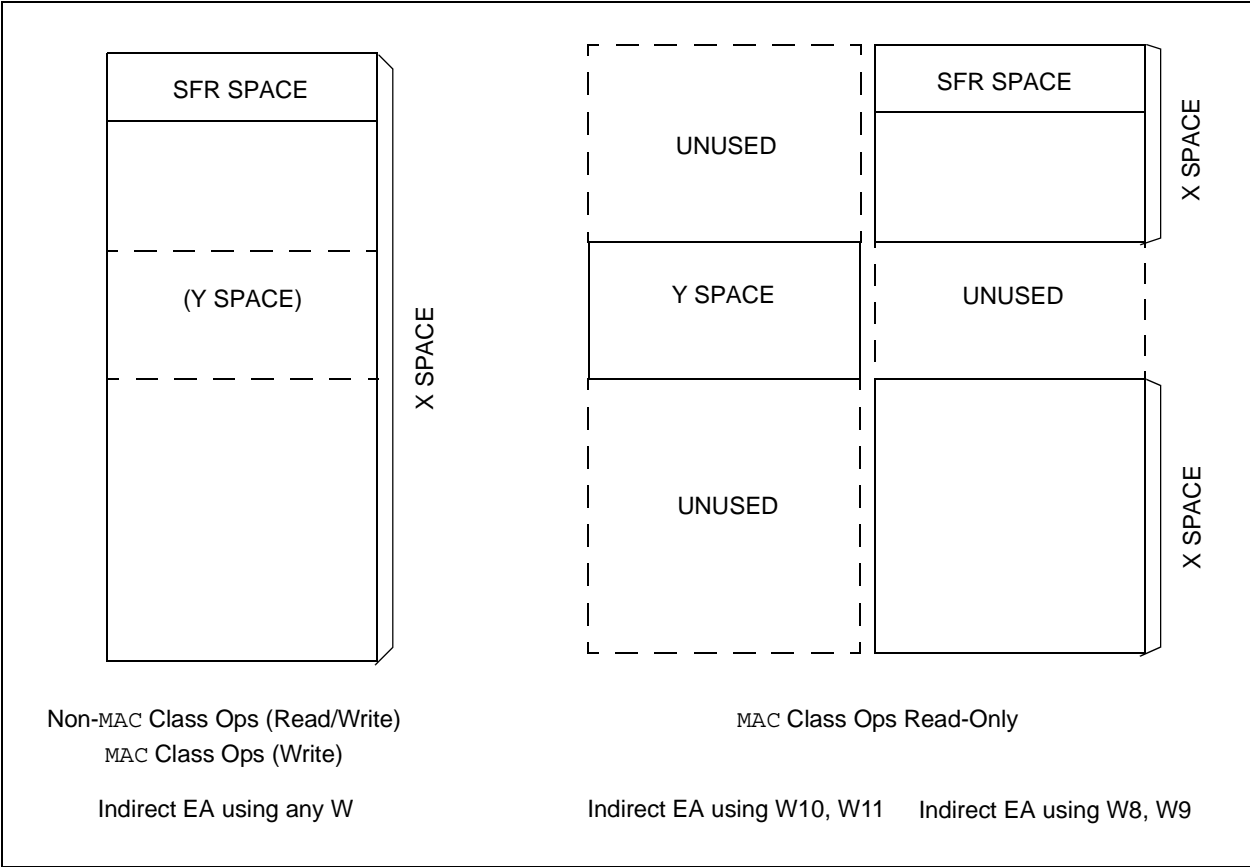 SFR SPACE
(Y SPACE)
X SPACE
Non-MAC Class Ops (Read/Write)
MAC Class Ops (Write)
Indirect EA using any W
UNUSED
Y SPACE
UNUSED
SFR SPACE
X SPACE
UNUSED
X SPACE
MAC Class Ops Read-Only
Indirect EA using W10, W11
Indirect EA using W8, W9